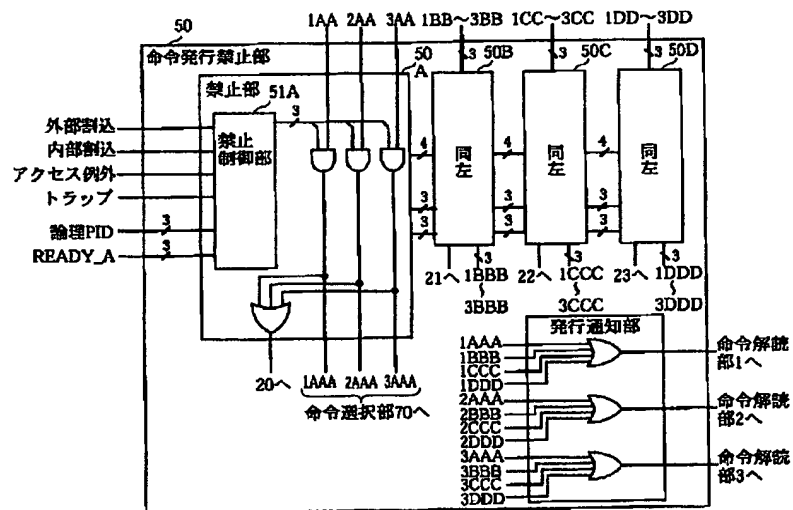 50
1AA 2AA 3AA 1BB～3BB 1CC～3CC 1DD～3DD
命令発行禁止部
50A
3 50B
3 50C
3 50D
禁止部
51A
3
禁止制御部
外部割込
内部割込
アクセス例外
トラップ
論理PID 3
READY_A 3
4
3
3
同左
4
3
3
同左
4
3
3
同左
21へ
3
1BBB～3BBB
22へ
3
1CCC～3CCC
23へ
3
1DDD～3DDD
20へ
1AAA 2AAA 3AAA
命令選択部70へ
発行通知部
1AAA
1BBB
1CCC
1DDD
命令解読部1へ
2AAA
2BBB
2CCC
2DDD
命令解読部2へ
3AAA
3BBB
3CCC
3DDD
命令解読部3へ